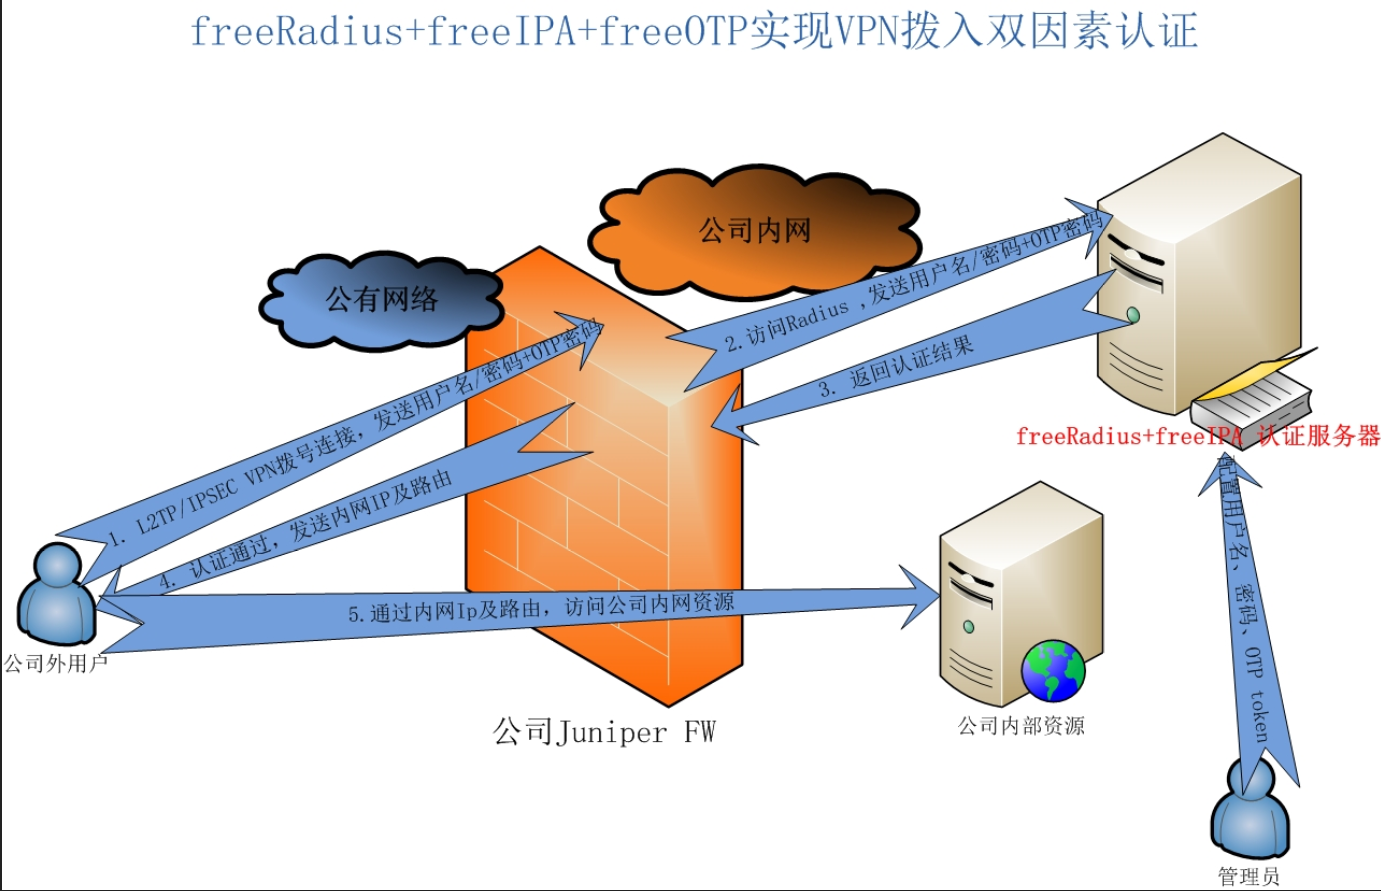 freeRadius+freeIPA+freeOTP实现VPN拨入双因素认证
公司内网
公有网络
1. L2TP/IPSEC VPN拨号连接，发送用户名/密码+OTP密码
2.访问Radius ,发送用户名/密码+OTP密码
3. 返回认证结果
4. 认证通过，发送内网IP及路由
5.通过内网Ip及路由，访问公司内网资源
freeRadius+freeIPA 认证服务器
配置用户名、密码、OTP token
公司外用户
公司Juniper FW
公司内部资源
管理员